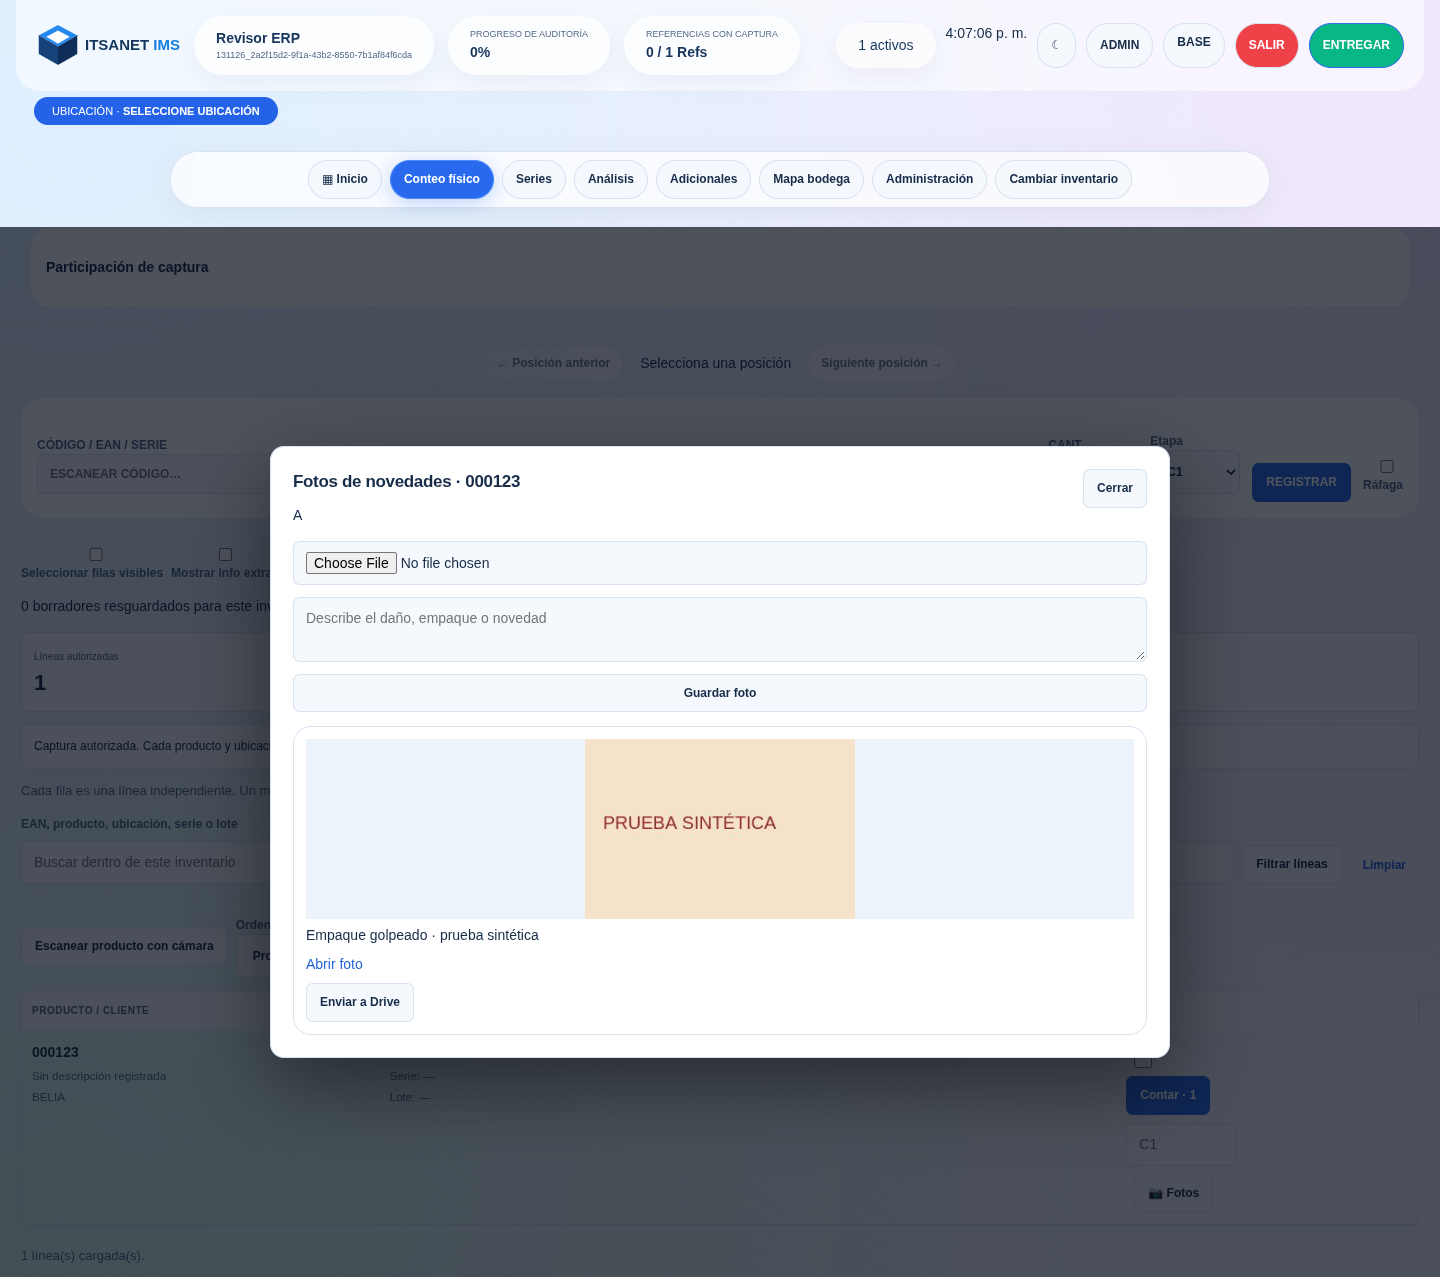 ITSANET IMS
Revisor ERP
131126_2a2f15d2-9f1a-43b2-8550-7b1af84f6cda
PROGRESO DE AUDITORÍA
0%
REFERENCIAS CON CAPTURA
0 / 1 Refs
1 activos
4:07:06 p. m.
ADMIN
BASE
SALIR
ENTREGAR
UBICACIÓN · SELECCIONE UBICACIÓN
Inicio
Conteo físico
Series
Análisis
Adicionales
Mapa bodega
Administración
Cambiar inventario
Participación de captura
← Posición anterior
Selecciona una posición
Siguiente posición →
CÓDIGO / EAN / SERIE
CANT
Etapa
ESCANEAR CÓDIGO...
C1
REGISTRAR
Ráfaga
Seleccionar filas visibles
Mostrar info extra
0 borradores resguardados para este inv
Líneas autorizadas
1
Captura autorizada. Cada producto y ubicaci
Cada fila es una línea independiente. Un m
EAN, producto, ubicación, serie o lote
Buscar dentro de este inventario
Filtrar líneas
Limpiar
Escanear producto con cámara
Orden
Pro
PRODUCTO / CLIENTE
000123
Sin descripción registrada
BELIA
Serie: —
Lote: —
Contar · 1
C1
Fotos
1 línea(s) cargada(s).
Fotos de novedades · 000123
Cerrar
A
Choose File No file chosen
Describe el daño, empaque o novedad
Guardar foto
PRUEBA SINTÉTICA
Empaque golpeado · prueba sintética
Abrir foto
Enviar a Drive